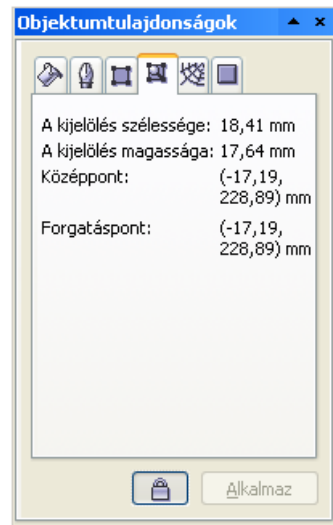 Objektumtulajdonságok
A kijelölés szélessége: 18,41 mm
A kijelölés magassága: 17,64 mm
Középpont: (-17,19,
228,89) mm
Forgatáspont: (-17,19,
228,89) mm
Alkalmaz